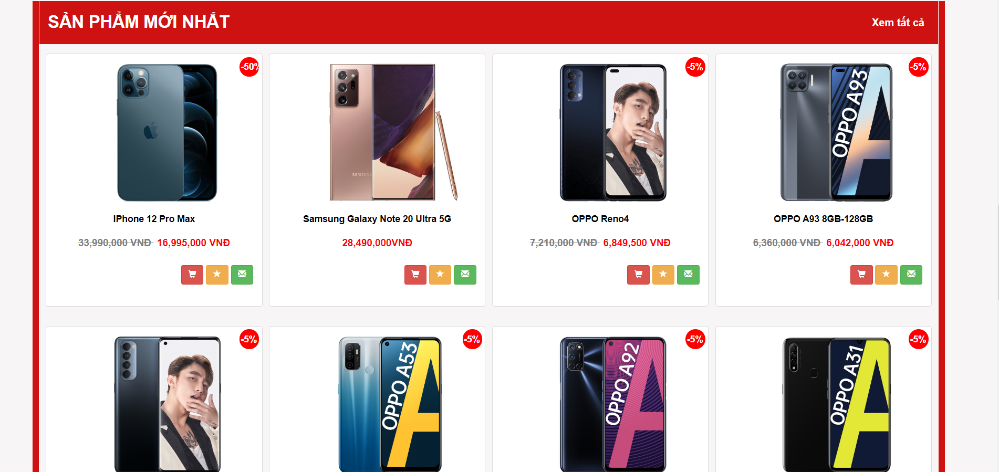 SẢN PHẨM MỚI NHẤT
Xem tất cả
-50%
-5%
-5%
SAMSUNG
OPPO A93
IPhone 12 Pro Max
Samsung Galaxy Note 20 Ultra 5G
OPPO Reno4
OPPO A93 8GB-128GB
33,990,000 VNĐ 16,995,000 VNĐ
28,490,000VNĐ
7,210,000 VNĐ 6,849,500 VNĐ
6,360,000 VNĐ 6,042,000 VNĐ
-5%
-5%
-5%
-5%
OPPO A53
OPPO A92
OPPO A31